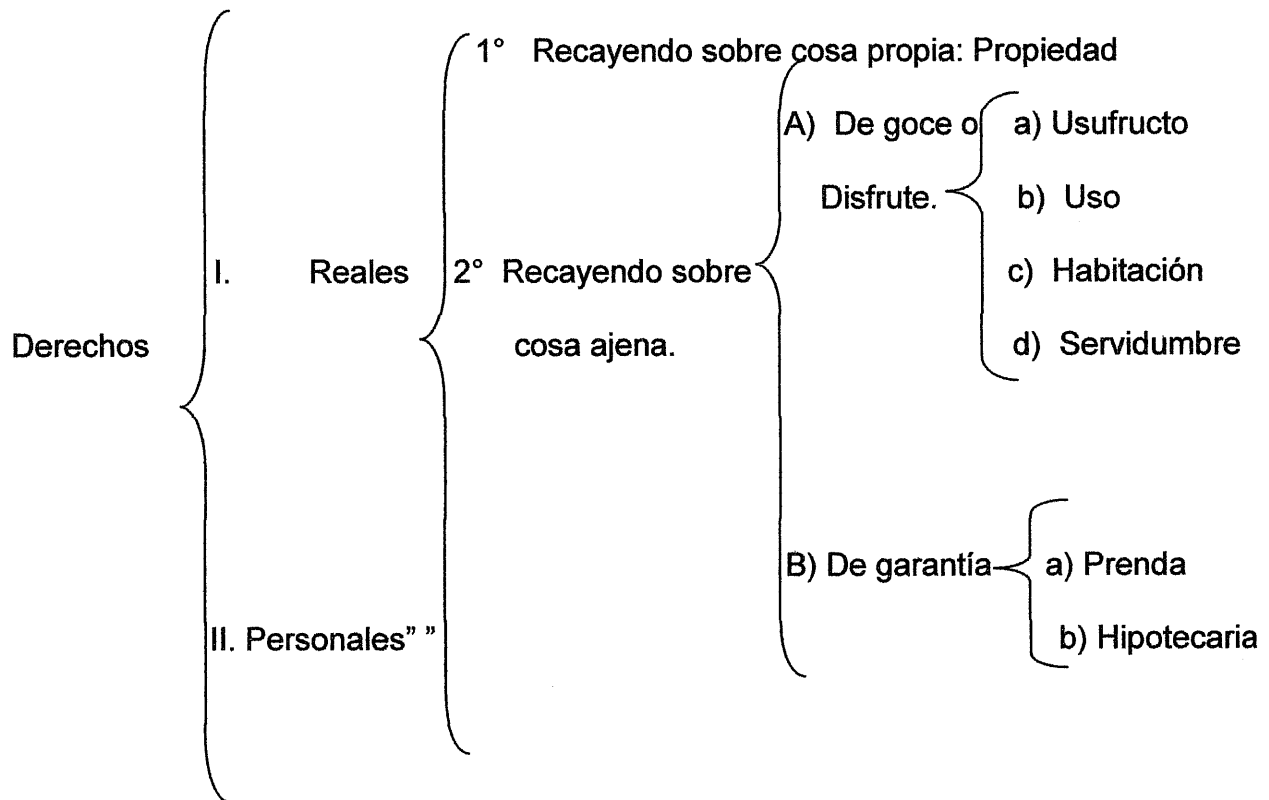 1° Recayendo sobre cosa propia: Propiedad
A) De goce o
Disfrute.
a) Usufructo
b) Uso
c) Habitación
d) Servidumbre
I. Reales
2° Recayendo sobre
cosa ajena.
Derechos
B) De garantía
a) Prenda
b) Hipotecaria
II. Personales” ”